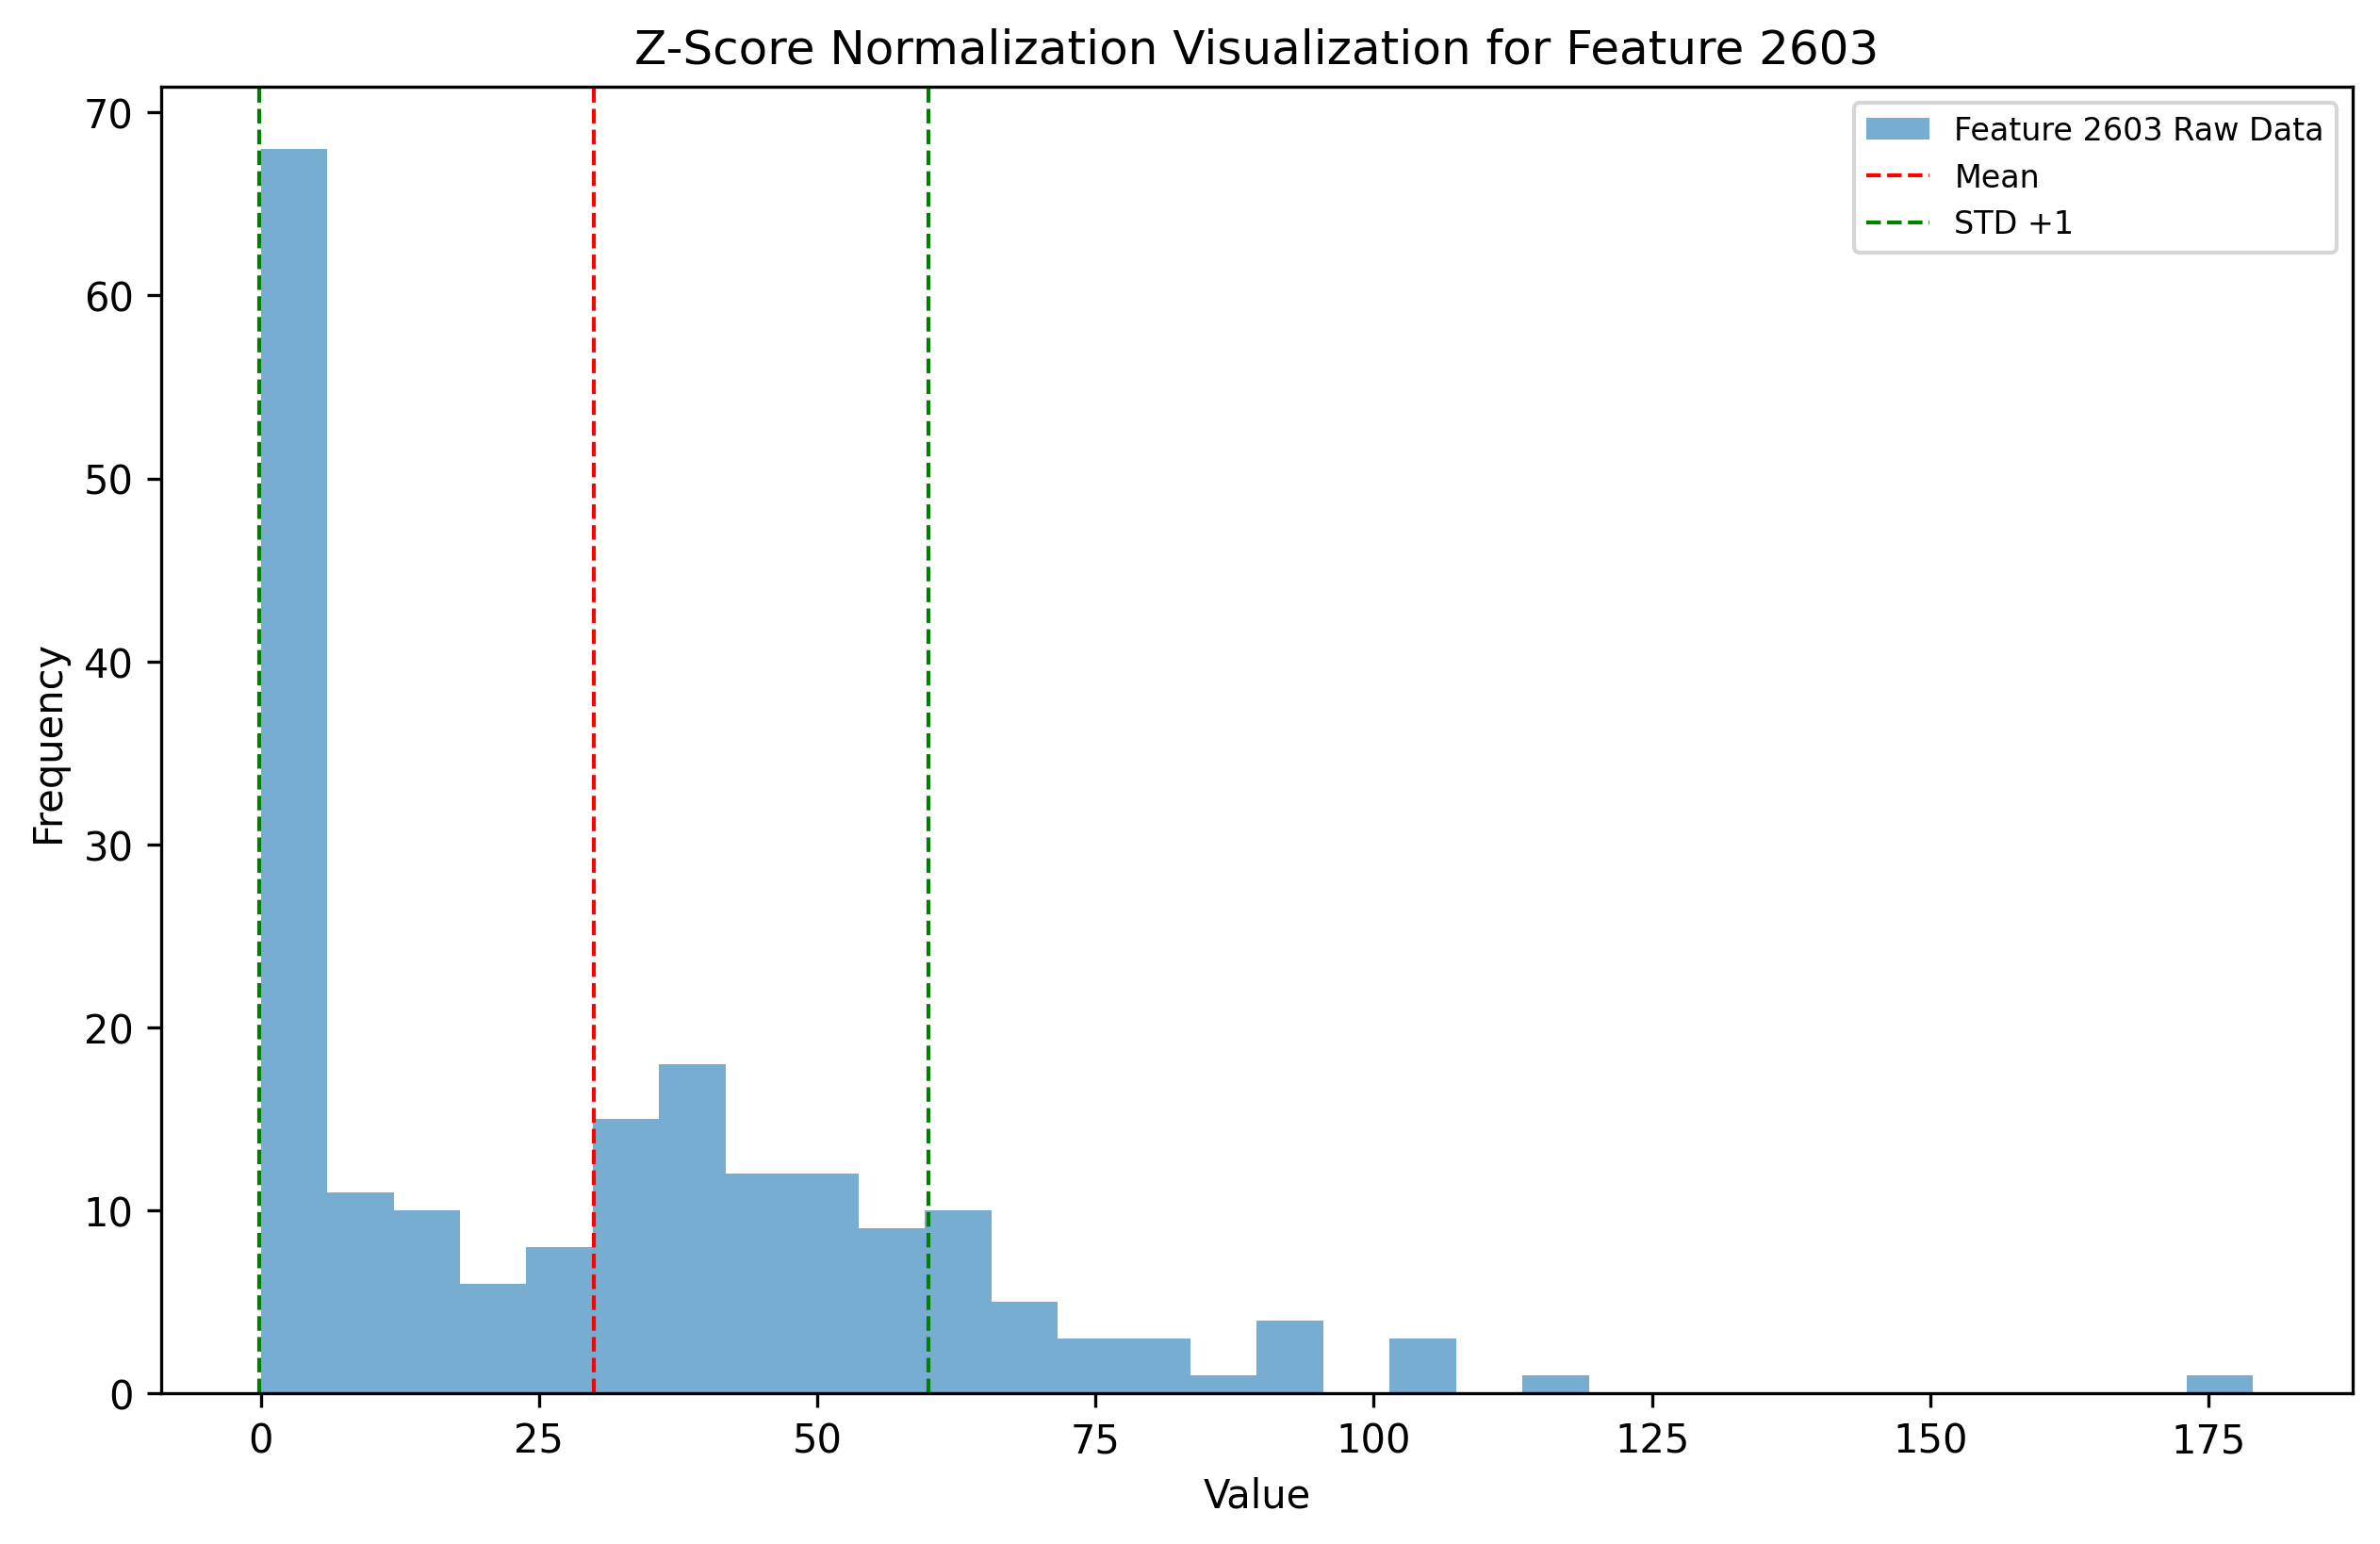 Z-Score Normalization Visualization for Feature 2603
Feature 2603 Raw Data
Mean
STD +1
Frequency
70
60
50
40
30
20
10
0
0 25 50 75 100 125 150 175
Value